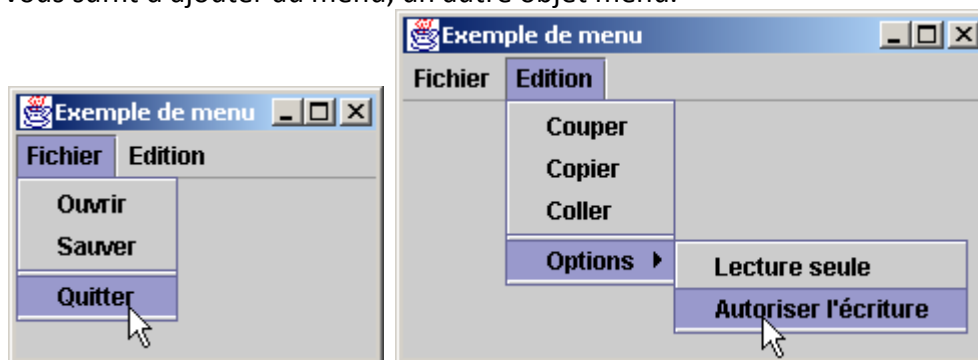 vous suffit d'ajouter au menu, un autre objet menu.
Exemple de menu
Fichier Edition
Ouvrir
Sauver
Quitter
Exemple de menu
Fichier Edition
Couper
Copier
Coller
Options
Lecture seule
Autoriser l'écriture